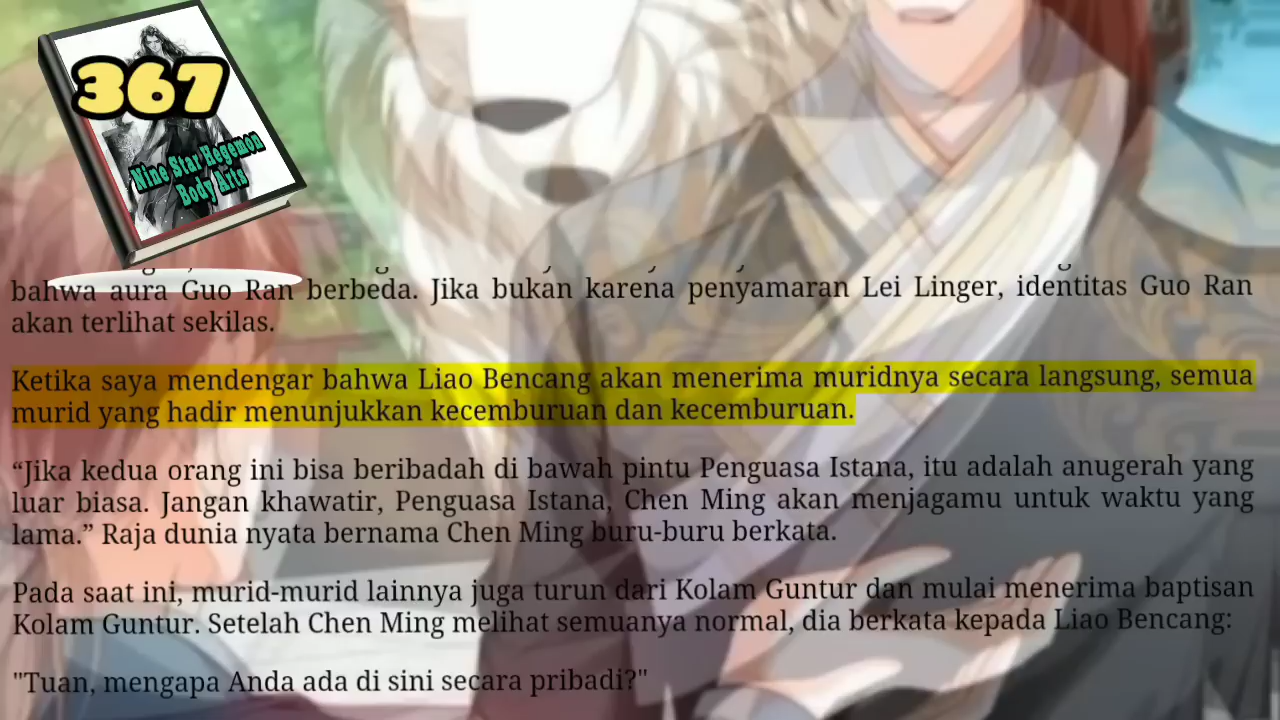 367
Nine Star Hegemon
Body Arts
bahwa aura Guo Ran berbeda. Jika bukan karena penyamaran Lei Linger, identitas Guo Ran
akan terlihat sekilas.
Ketika saya mendengar bahwa Liao Bencang akan menerima muridnya secara langsung, semua
murid yang hadir menunjukkan kecemburuan dan kecemburuan.
“Jika kedua orang ini bisa beribadah di bawah pintu Penguasa Istana, itu adalah anugerah yang
luar biasa. Jangan khawatir, Penguasa Istana, Chen Ming akan menjagamu untuk waktu yang
lama.” Raja dunia nyata bernama Chen Ming buru-buru berkata.
Pada saat ini, murid-murid lainnya juga turun dari Kolam Guntur dan mulai menerima baptisan
Kolam Guntur. Setelah Chen Ming melihat semuanya normal, dia berkata kepada Liao Bencang:
"Tuan, mengapa Anda ada di sini secara pribadi?"